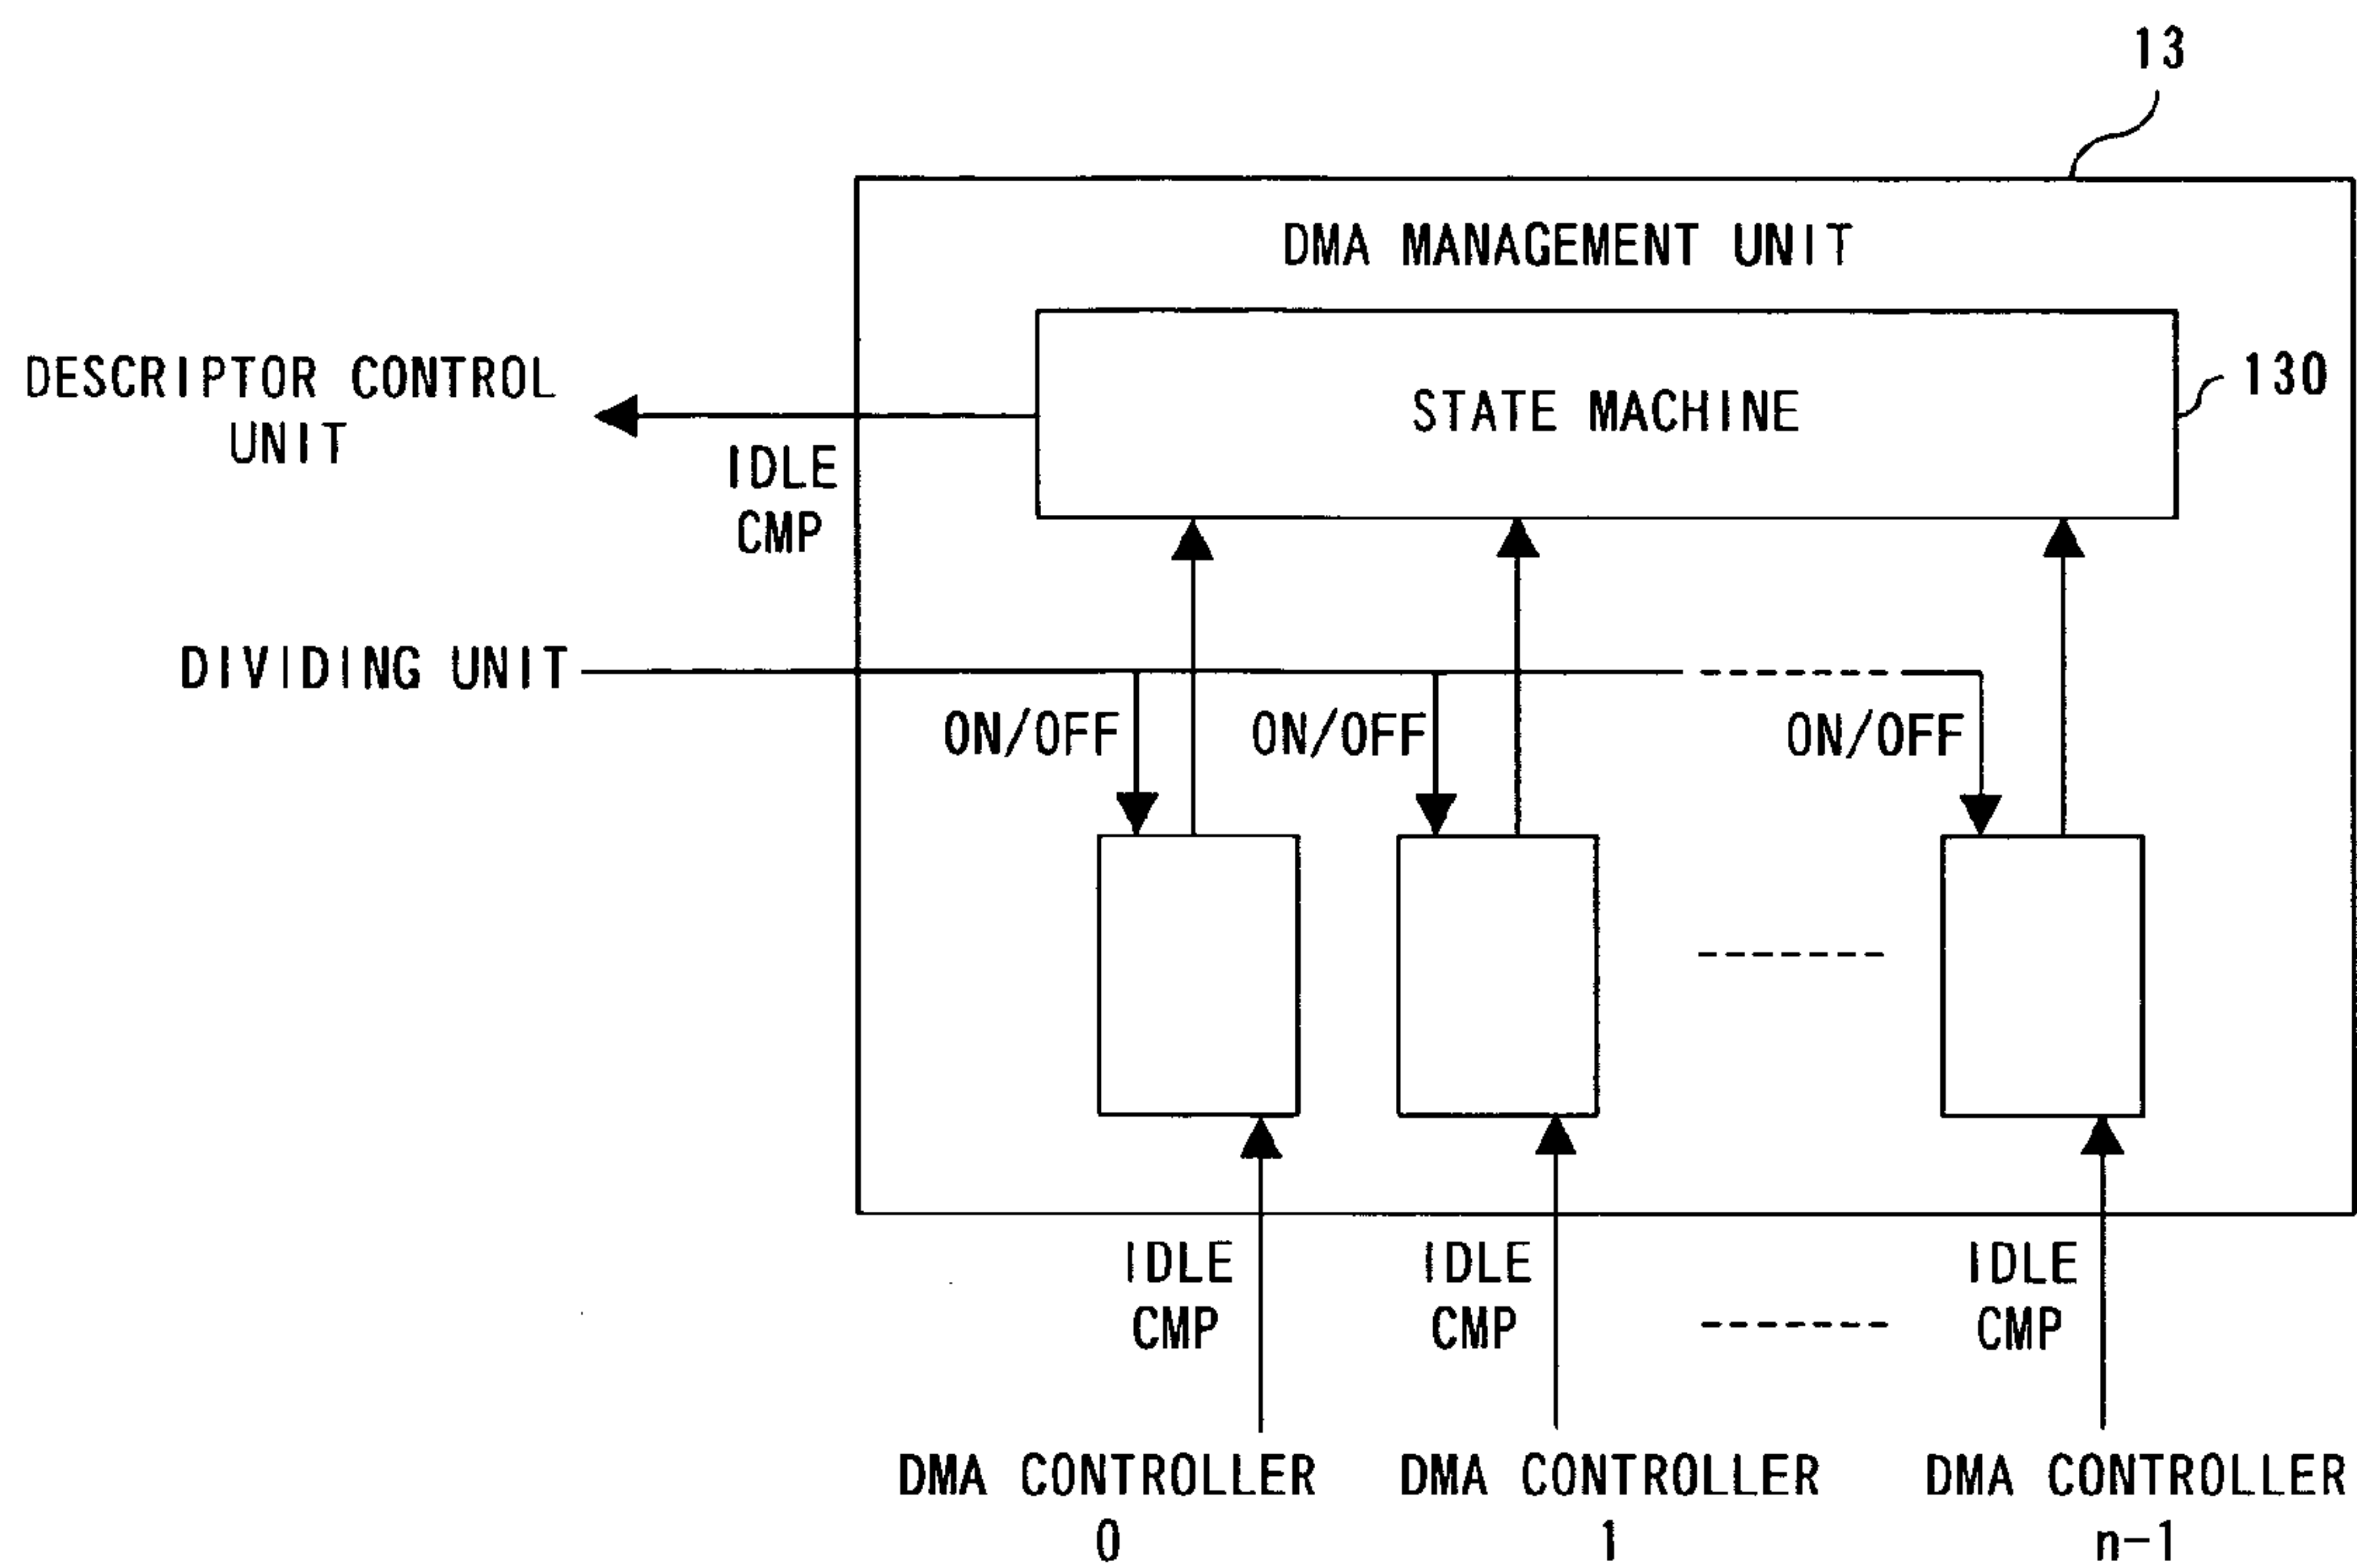 13
DMA MANAGEMENT UNIT
DESCRIPTOR CONTROL
UNIT
STATE MACHINE
130
IDLE
CMP
DIVIDING UNIT
ON/OFF
ON/OFF
ON/OFF
IDLE
CMP
IDLE
CMP
IDLE
CMP
DMA CONTROLLER
0
DMA CONTROLLER
1
DMA CONTROLLER
n-1